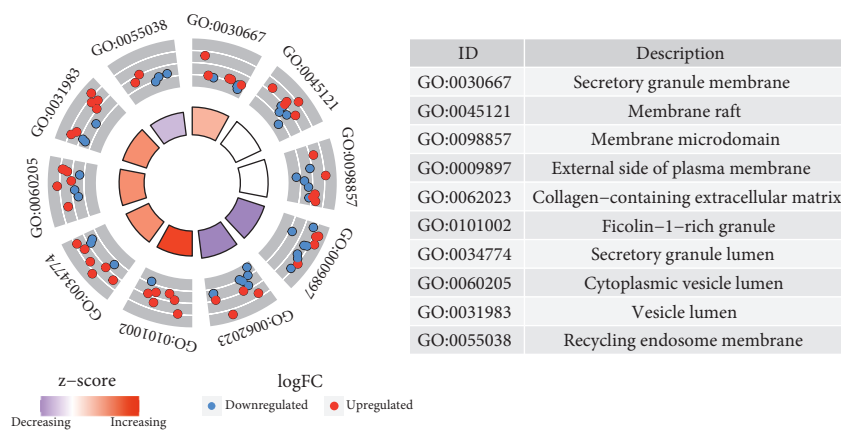 GO:0055038
GO:0030667
GO:0045121
GO:0098857
GO:0009897
GO:0062023
GO:0101002
GO:0034774
GO:0060205
GO:0031983
z−score
Decreasing Increasing
logFC
Downregulated Upregulated
ID Description
GO:0030667 Secretory granule membrane
GO:0045121 Membrane raft
GO:0098857 Membrane microdomain
GO:0009897 External side of plasma membrane
GO:0062023 Collagen−containing extracellular matrix
GO:0101002 Ficolin−1−rich granule
GO:0034774 Secretory granule lumen
GO:0060205 Cytoplasmic vesicle lumen
GO:0031983 Vesicle lumen
GO:0055038 Recycling endosome membrane